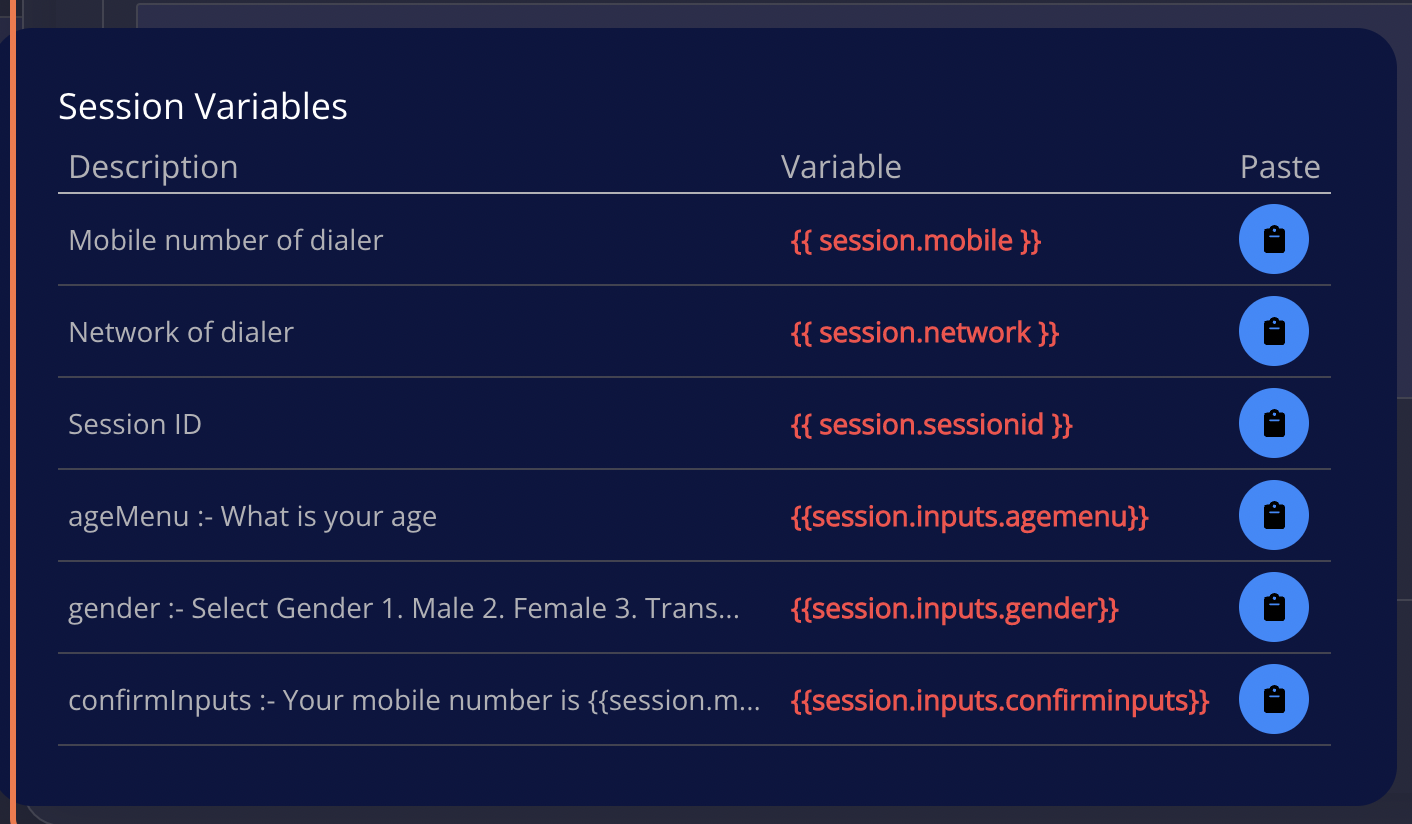 Session Variables
Description Variable Paste
Mobile number of dialer {{ session.mobile }}
Network of dialer {{ session.network }}
Session ID {{ session.sessionid }}
ageMenu :- What is your age {{session.inputs.agemenu}}
gender :- Select Gender 1. Male 2. Female 3. Trans... {{session.inputs.gender}}
confirmInputs :- Your mobile number is {{session.m... {{session.inputs.confirminputs}}